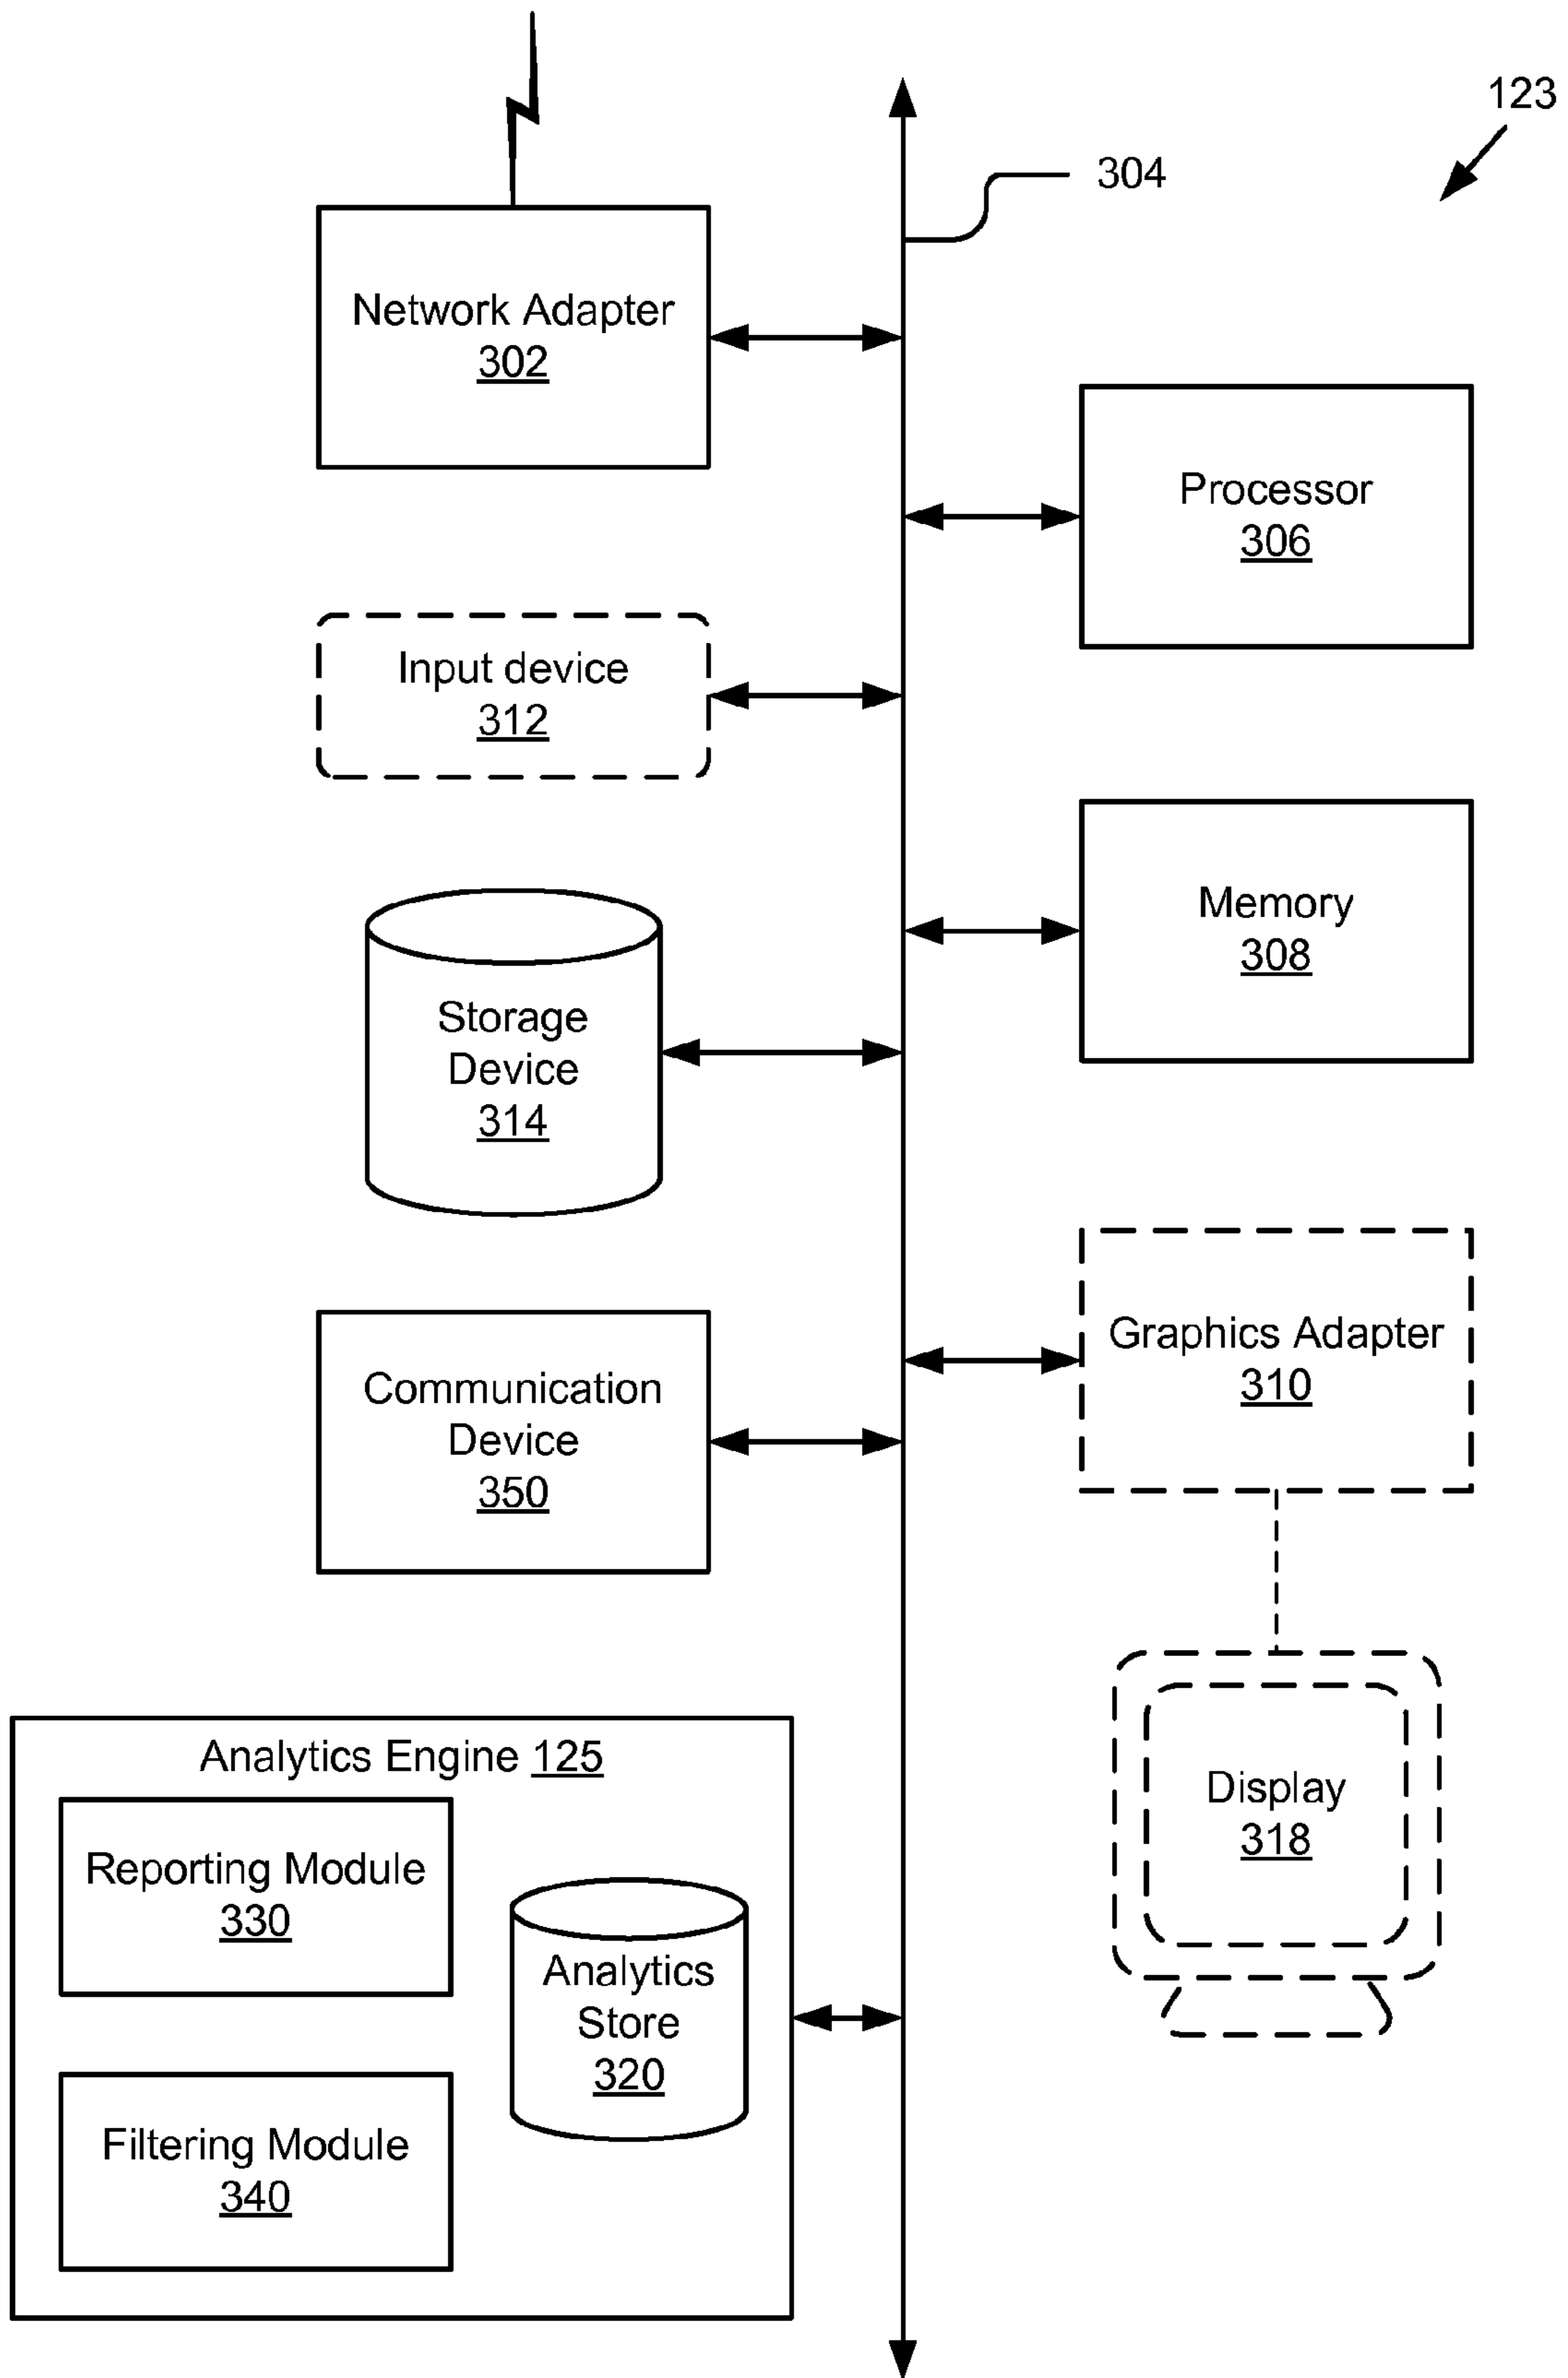 123
304
Network Adapter
302
Processor
306
Input device
312
Memory
308
Storage
Device
314
Graphics Adapter
310
Communication
Device
350
Analytics Engine 125
Reporting Module
330
Analytics
Store
320
Filtering Module
340
Display
318